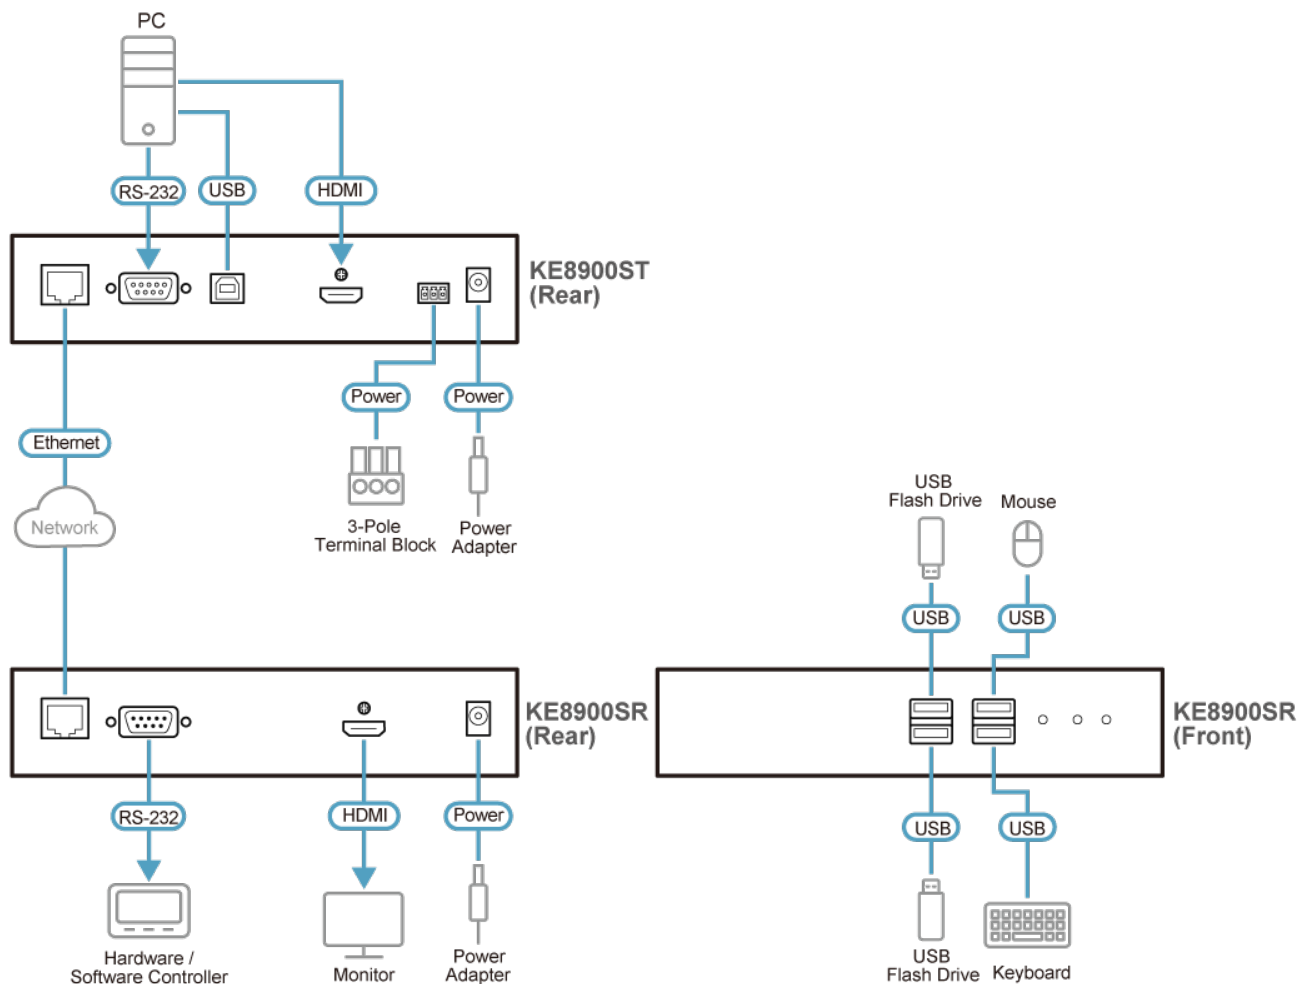 PC
RS-232
USB
HDMI
KE8900ST
(Rear)
Power
Power
Ethernet
Network
3-Pole
Terminal Block
Power
Adapter
KE8900SR
(Rear)
RS-232
HDMI
Power
Hardware /
Software Controller
Monitor
Power
Adapter
USB
Flash Drive
Mouse
USB
USB
KE8900SR
(Front)
USB
USB
USB
Flash Drive
Keyboard